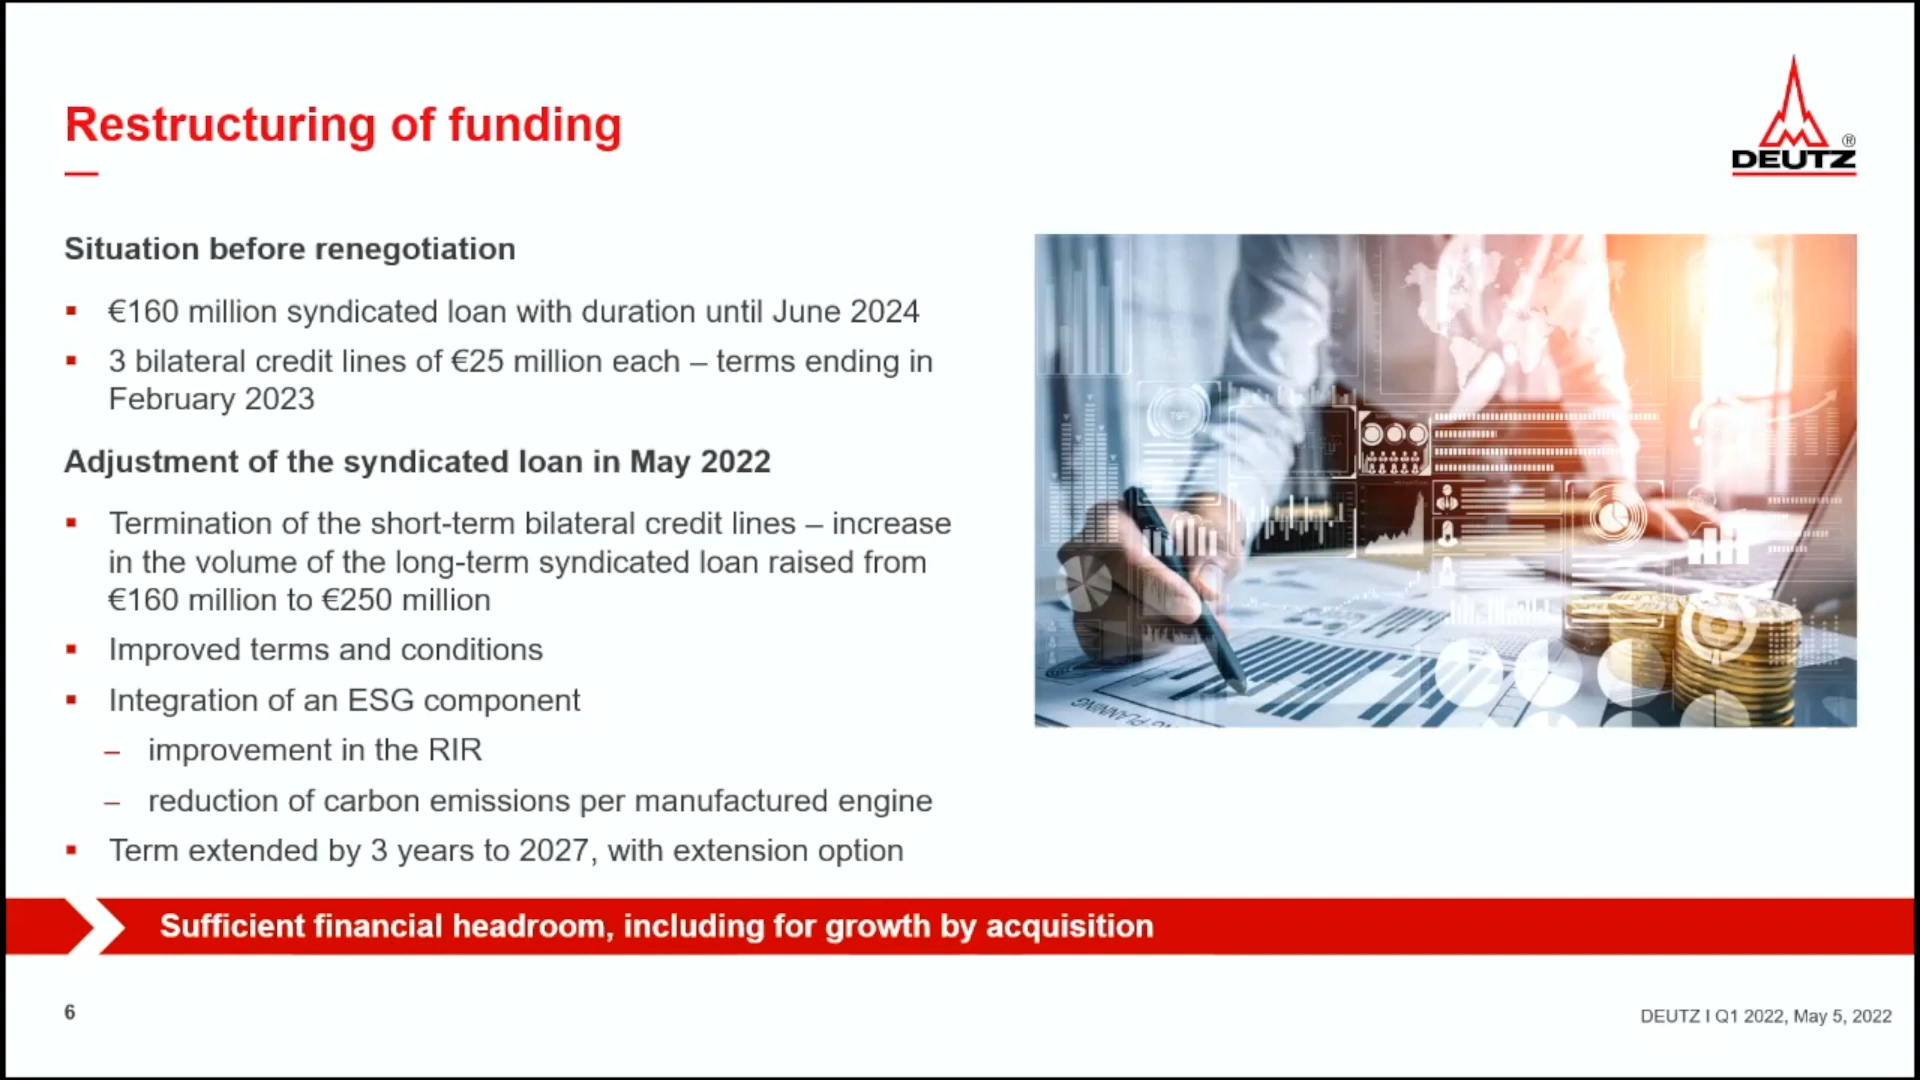 Restructuring of funding
DEUTZ
®
Situation before renegotiation
▪ €160 million syndicated loan with duration until June 2024
▪ 3 bilateral credit lines of €25 million each – terms ending in
February 2023
Adjustment of the syndicated loan in May 2022
▪ Termination of the short-term bilateral credit lines – increase
in the volume of the long-term syndicated loan raised from
€160 million to €250 million
▪ Improved terms and conditions
▪ Integration of an ESG component
– improvement in the RIR
– reduction of carbon emissions per manufactured engine
▪ Term extended by 3 years to 2027, with extension option
Sufficient financial headroom, including for growth by acquisition
6
DEUTZ I Q1 2022, May 5, 2022